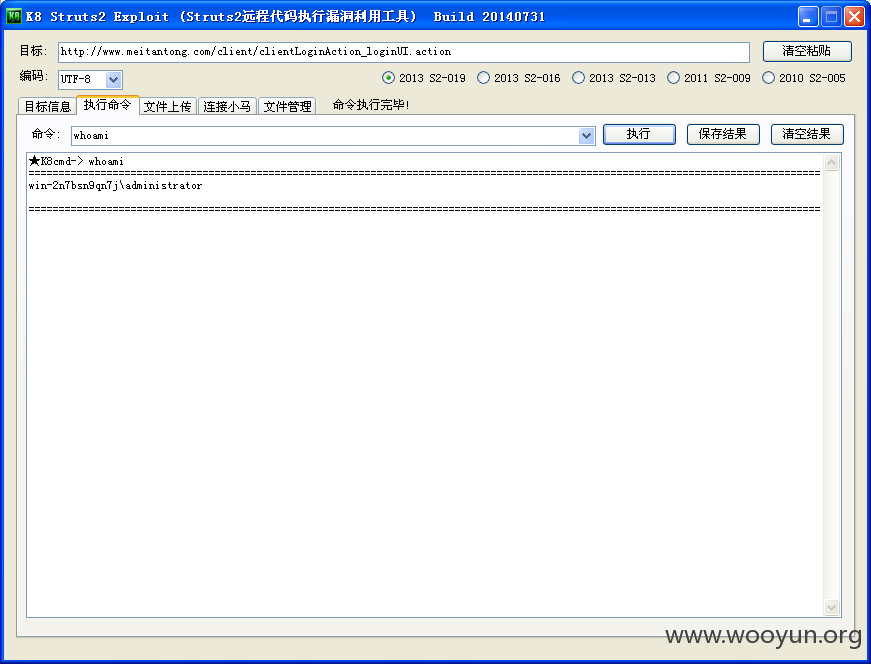 K8 Struts2 Exploit (Struts2远程代码执行漏洞利用工具) Build 20140731
目标: http://www.meitantong.com/client/clientLoginAction_loginUI.action 清空粘贴
编码: UTF-8 2013 S2-019 2013 S2-016 2013 S2-013 2011 S2-009 2010 S2-005
目标信息 执行命令 文件上传 连接小马 文件管理 命令执行完毕!
命令: whoami 执行 保存结果 清空结果
★K8cmd-> whoami
win-2n7bsn9qn7j\administrator
www.wooyun.org